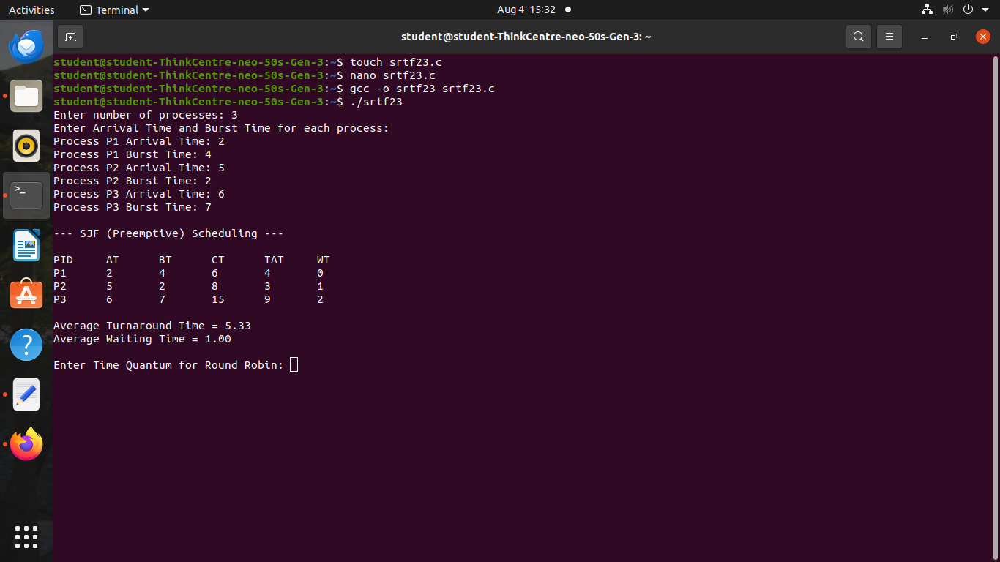 Activities Terminal Aug 4 15:32
student@student-ThinkCentre-neo-50s-Gen-3: ~
student@student-ThinkCentre-neo-50s-Gen-3:~$ touch srtf23.c
student@student-ThinkCentre-neo-50s-Gen-3:~$ nano srtf23.c
student@student-ThinkCentre-neo-50s-Gen-3:~$ gcc -o srtf23 srtf23.c
student@student-ThinkCentre-neo-50s-Gen-3:~$ ./srtf23
Enter number of processes: 3
Enter Arrival Time and Burst Time for each process:
Process P1 Arrival Time: 2
Process P1 Burst Time: 4
Process P2 Arrival Time: 5
Process P2 Burst Time: 2
Process P3 Arrival Time: 6
Process P3 Burst Time: 7
--- SJF (Preemptive) Scheduling ---
PID AT BT CT TAT WT
P1 2 4 6 4 0
P2 5 2 8 3 1
P3 6 7 15 9 2
Average Turnaround Time = 5.33
Average Waiting Time = 1.00
Enter Time Quantum for Round Robin: